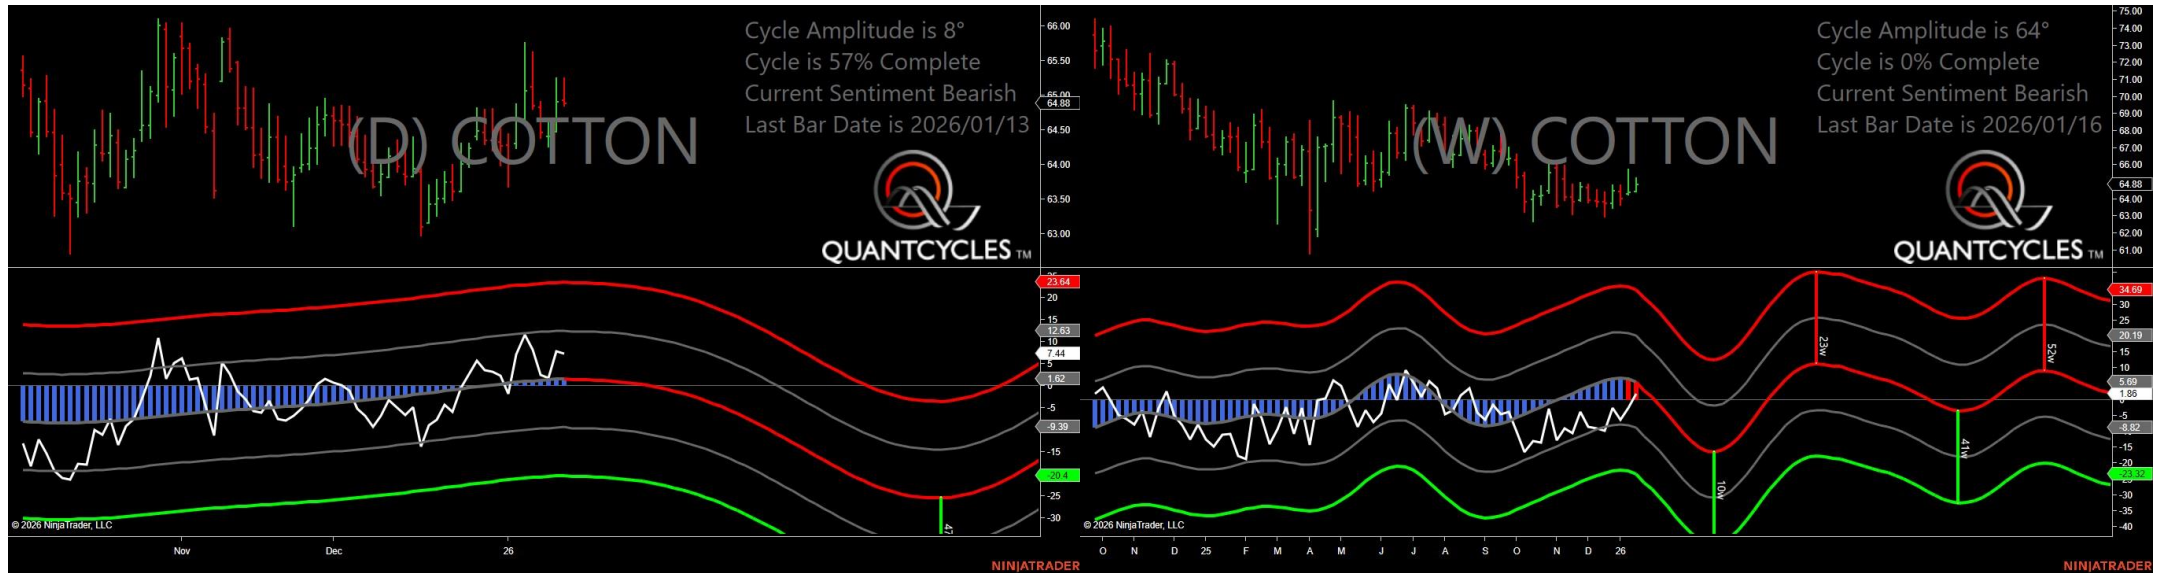 Cycle Amplitude is 8°
Cycle is 57% Complete
Current Sentiment Bearish
Last Bar Date is 2026/01/13
(D) COTTON
QUANTCYCLES TM
66.00
65.50
65.00
64.88
64.50
64.00
63.50
63.00
25
23.64
20
15
12.63
10
7.44
5
1.62
-5
-9.39
-15
-20.4
-25
-30
47
© 2026 NinjaTrader, LLC
Nov
Dec
26
NINJATRADER
Cycle Amplitude is 64°
Cycle is 0% Complete
Current Sentiment Bearish
Last Bar Date is 2026/01/16
(W) COTTON
QUANTCYCLES TM
75.00
74.00
73.00
72.00
71.00
70.00
69.00
68.00
67.00
66.00
64.88
64.00
63.00
62.00
61.00
34.69
30
25
20.19
15
10
5.69
1.86
-5
-8.82
-15
-20
-23.32
-30
-35
-40
10w
23w
41w
52w
© 2026 NinjaTrader, LLC
O N D 25 F M A M J J A S O N D 26
NINJATRADER